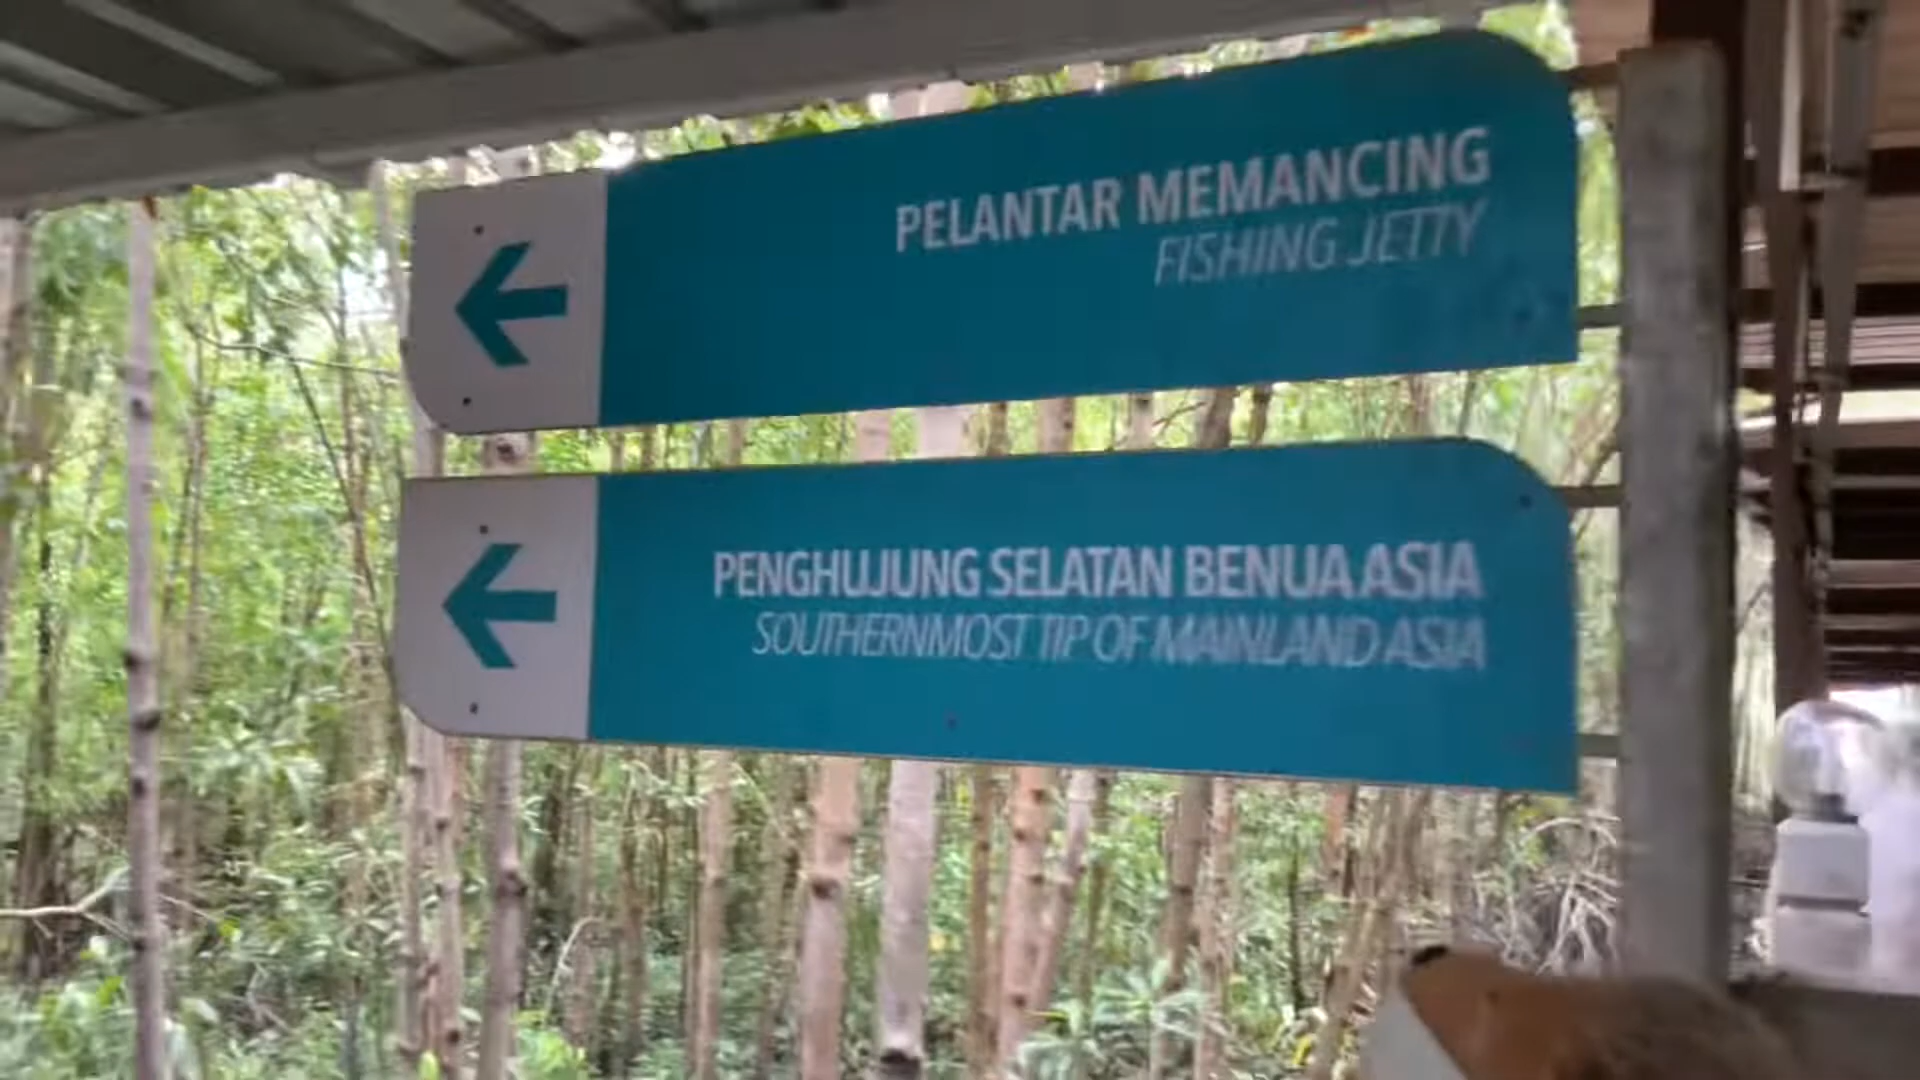 PELANTAR MEMANCING
FISHING JETTY
PENGHUJUNG SELATAN BENUA ASIA
SOUTHERNMOST TIP OF MAINLAND ASIA